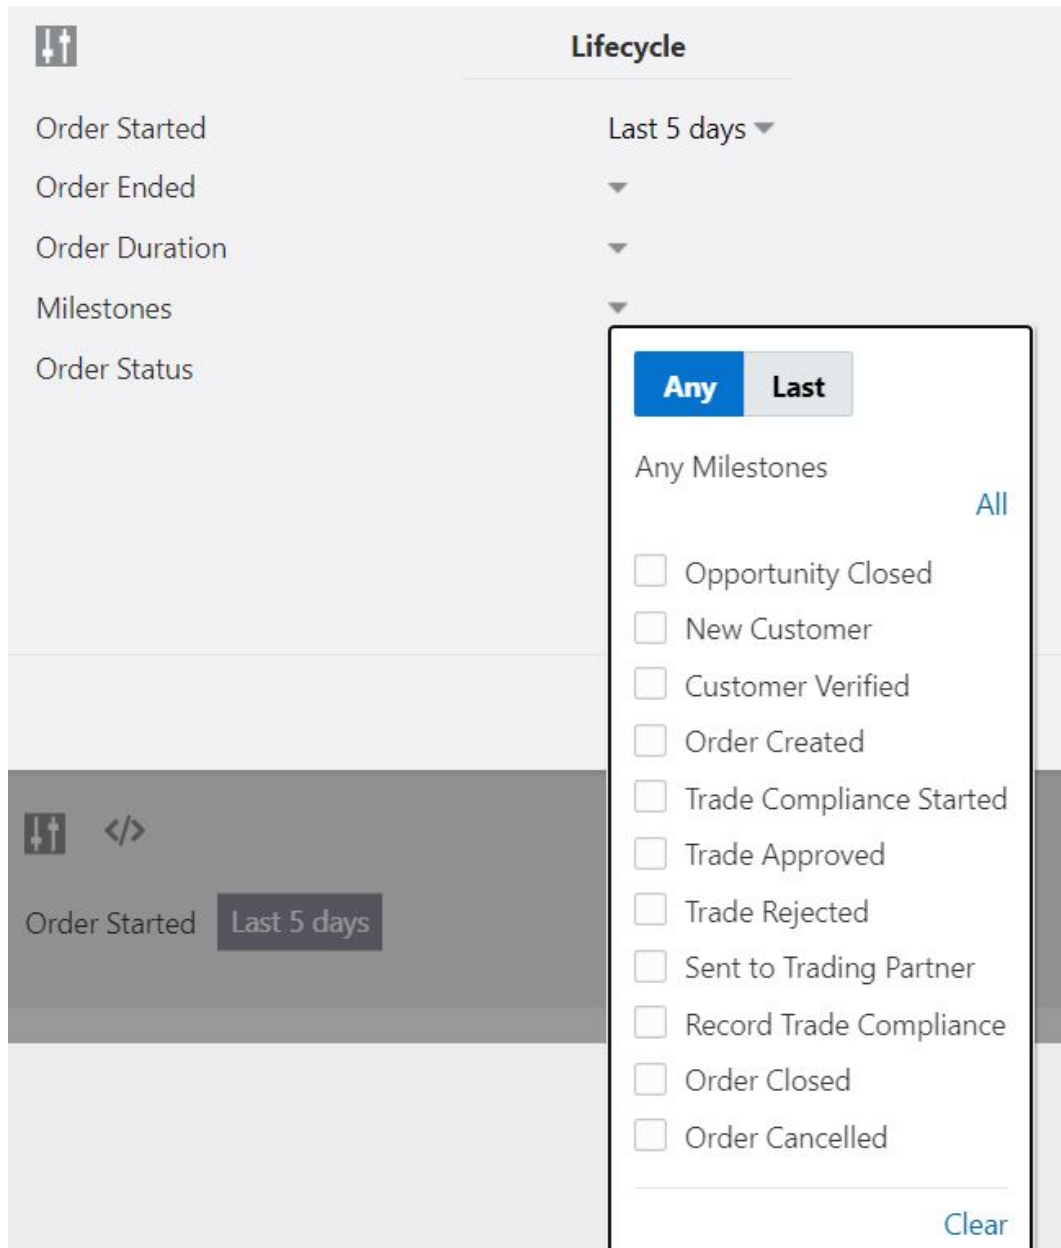 Lifecycle
Order Started Last 5 days
Order Ended
Order Duration
Milestones
Order Status
Any Last
Any Milestones
All
Opportunity Closed
New Customer
Customer Verified
Order Created
Trade Compliance Started
Trade Approved
Trade Rejected
Sent to Trading Partner
Record Trade Compliance
Order Closed
Order Cancelled
Clear
</>
Order Started Last 5 days